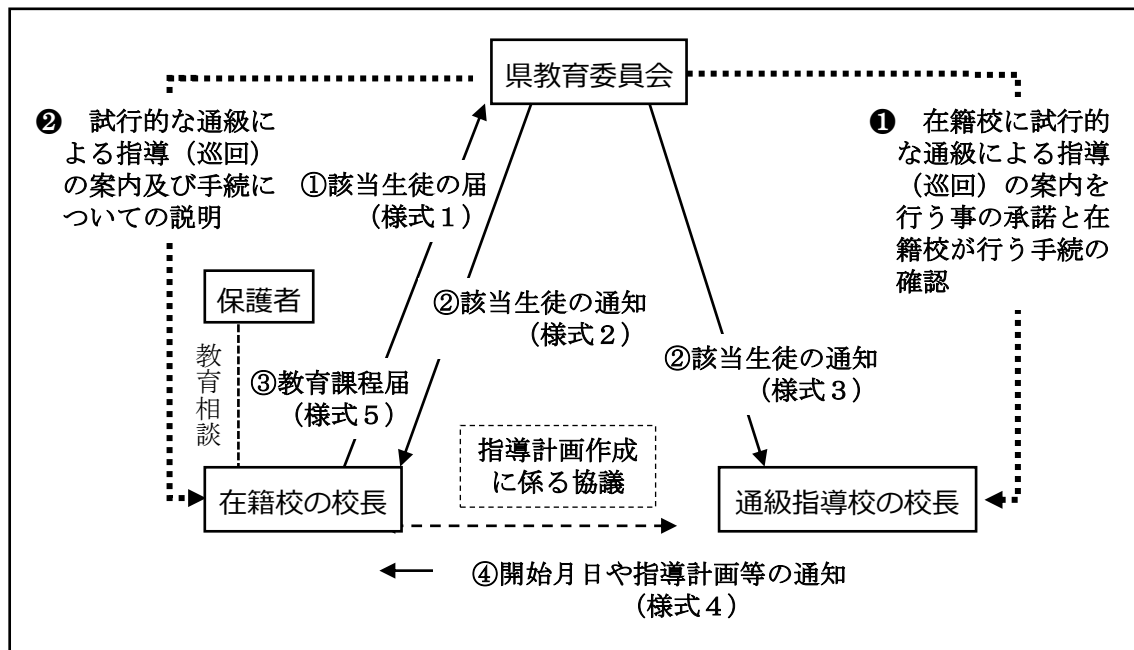 県教育委員会
❷　試行的な通級に
よる指導（巡回）
の案内及び手続に
ついての説明
❶　在籍校に試行的
な通級による指導
（巡回）の案内を
行う事の承諾と在
籍校が行う手続の
確認
①該当生徒の届
（様式１）
保護者
②該当生徒の通知
（様式２）
教育相談
②該当生徒の通知
（様式３）
③教育課程届
（様式５）
指導計画作成
に係る協議
在籍校の校長
通級指導校の校長
④開始月日や指導計画等の通知
（様式４）